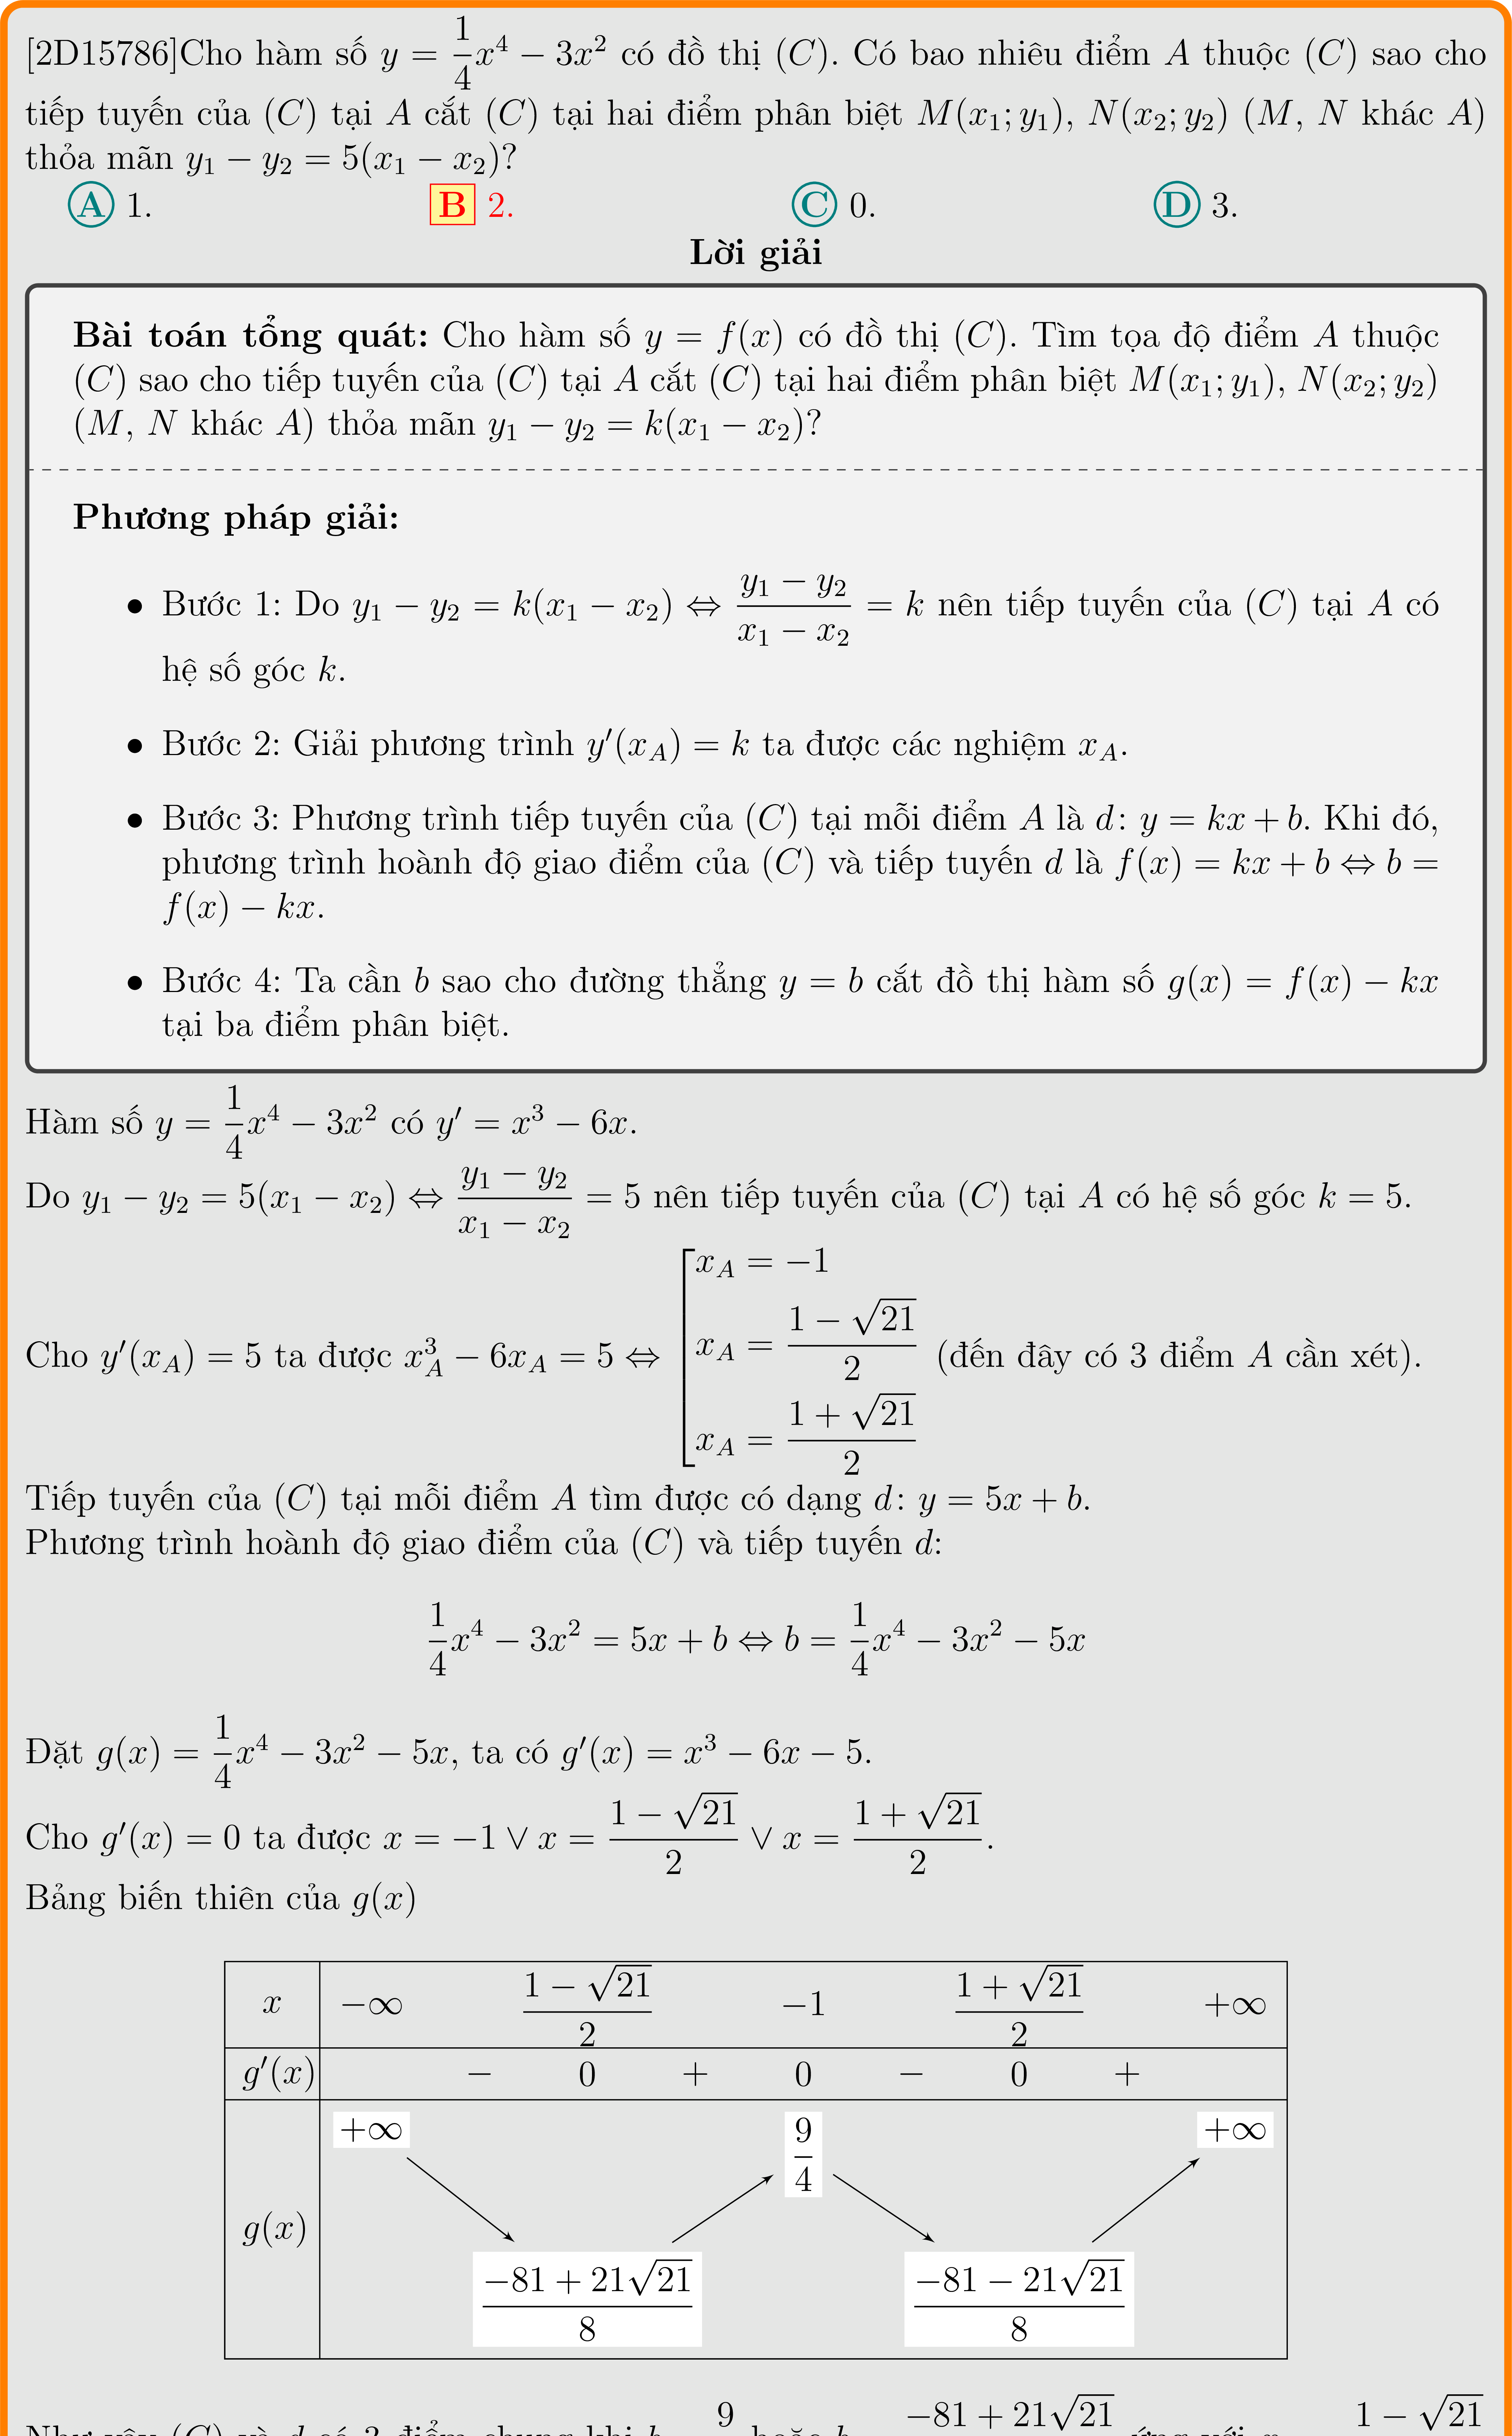 [2D15786]Cho hàm số $y = \dfrac{1}{4}x^4 - 3x^2$ có đồ thị $(C)$. Có bao nhiêu điểm $A$ thuộc $(C)$ sao cho
tiếp tuyến của $(C)$ tại $A$ cắt $(C)$ tại hai điểm phân biệt $M(x_1; y_1)$, $N(x_2; y_2)$ ($M$, $N$ khác $A$)
thỏa mãn $y_1 - y_2 = 5(x_1 - x_2)$?
A 1. B 2. C 0. D 3.
Lời giải
Bài toán tổng quát: Cho hàm số $y = f(x)$ có đồ thị $(C)$. Tìm tọa độ điểm $A$ thuộc
$(C)$ sao cho tiếp tuyến của $(C)$ tại $A$ cắt $(C)$ tại hai điểm phân biệt $M(x_1; y_1)$, $N(x_2; y_2)$
($M$, $N$ khác $A$) thỏa mãn $y_1 - y_2 = k(x_1 - x_2)$?
Phương pháp giải:
• Bước 1: Do $y_1 - y_2 = k(x_1 - x_2) \Leftrightarrow \dfrac{y_1 - y_2}{x_1 - x_2} = k$ nên tiếp tuyến của $(C)$ tại $A$ có
hệ số góc $k$.
• Bước 2: Giải phương trình $y'(x_A) = k$ ta được các nghiệm $x_A$.
• Bước 3: Phương trình tiếp tuyến của $(C)$ tại mỗi điểm $A$ là $d\colon y = kx + b$. Khi đó,
phương trình hoành độ giao điểm của $(C)$ và tiếp tuyến $d$ là $f(x) = kx + b \Leftrightarrow b =$
$f(x) - kx$.
• Bước 4: Ta cần $b$ sao cho đường thẳng $y = b$ cắt đồ thị hàm số $g(x) = f(x) - kx$
tại ba điểm phân biệt.
Hàm số $y = \dfrac{1}{4}x^4 - 3x^2$ có $y' = x^3 - 6x$.
Do $y_1 - y_2 = 5(x_1 - x_2) \Leftrightarrow \dfrac{y_1 - y_2}{x_1 - x_2} = 5$ nên tiếp tuyến của $(C)$ tại $A$ có hệ số góc $k = 5$.
Cho $y'(x_A) = 5$ ta được $x_A^3 - 6x_A = 5 \Leftrightarrow \left[\begin{array}{l} x_A = -1 \\ x_A = \dfrac{1 - \sqrt{21}}{2} \\ x_A = \dfrac{1 + \sqrt{21}}{2} \end{array}\right.$ (đến đây có 3 điểm $A$ cần xét).
Tiếp tuyến của $(C)$ tại mỗi điểm $A$ tìm được có dạng $d\colon y = 5x + b$.
Phương trình hoành độ giao điểm của $(C)$ và tiếp tuyến $d$:
$\dfrac{1}{4}x^4 - 3x^2 = 5x + b \Leftrightarrow b = \dfrac{1}{4}x^4 - 3x^2 - 5x$
Đặt $g(x) = \dfrac{1}{4}x^4 - 3x^2 - 5x$, ta có $g'(x) = x^3 - 6x - 5$.
Cho $g'(x) = 0$ ta được $x = -1 \vee x = \dfrac{1 - \sqrt{21}}{2} \vee x = \dfrac{1 + \sqrt{21}}{2}$.
Bảng biến thiên của $g(x)$
$x$ $-\infty$ $\dfrac{1 - \sqrt{21}}{2}$ $-1$ $\dfrac{1 + \sqrt{21}}{2}$ $+\infty$
$g'(x)$ $-$ $0$ $+$ $0$ $-$ $0$ $+$
$+\infty$ $\dfrac{9}{4}$ $+\infty$
$g(x)$
$\dfrac{-81 + 21\sqrt{21}}{8}$ $\dfrac{-81 - 21\sqrt{21}}{8}$